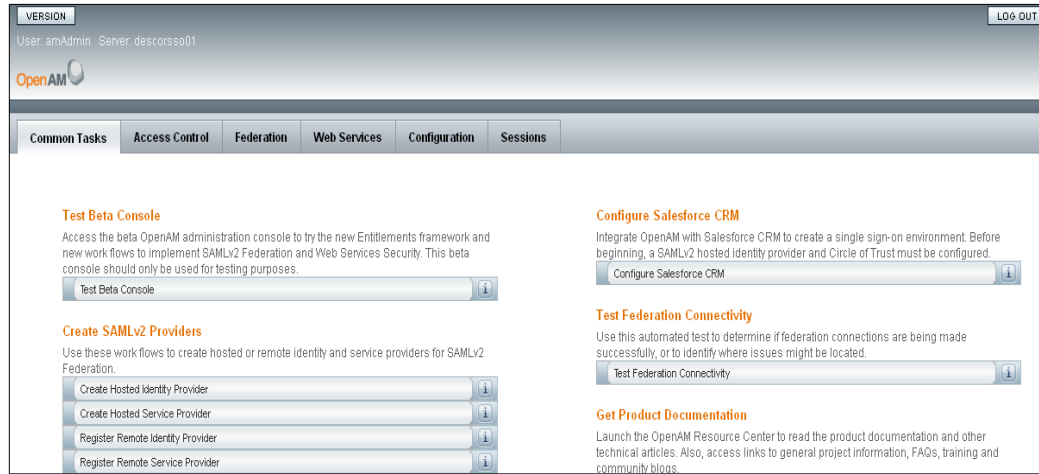 VERSION
LOG OUT
User: amAdmin Server: descorsso01
OpenAM
Common Tasks
Access Control
Federation
Web Services
Configuration
Sessions
Test Beta Console
Access the beta OpenAM administration console to try the new Entitlements framework and
new work flows to implement SAMLv2 Federation and Web Services Security. This beta
console should only be used for testing purposes.
Test Beta Console
Create SAMLv2 Providers
Use these work flows to create hosted or remote identity and service providers for SAMLv2
Federation.
Create Hosted Identity Provider
Create Hosted Service Provider
Register Remote Identity Provider
Register Remote Service Provider
Configure Salesforce CRM
Integrate OpenAM with Salesforce CRM to create a single sign-on environment. Before
beginning, a SAMLv2 hosted identity provider and Circle of Trust must be configured.
Configure Salesforce CRM
Test Federation Connectivity
Use this automated test to determine if federation connections are being made
successfully, or to identify where issues might be located.
Test Federation Connectivity
Get Product Documentation
Launch the OpenAM Resource Center to read the product documentation and other
technical articles. Also, access links to general project information, FAQs, training and
community blogs.